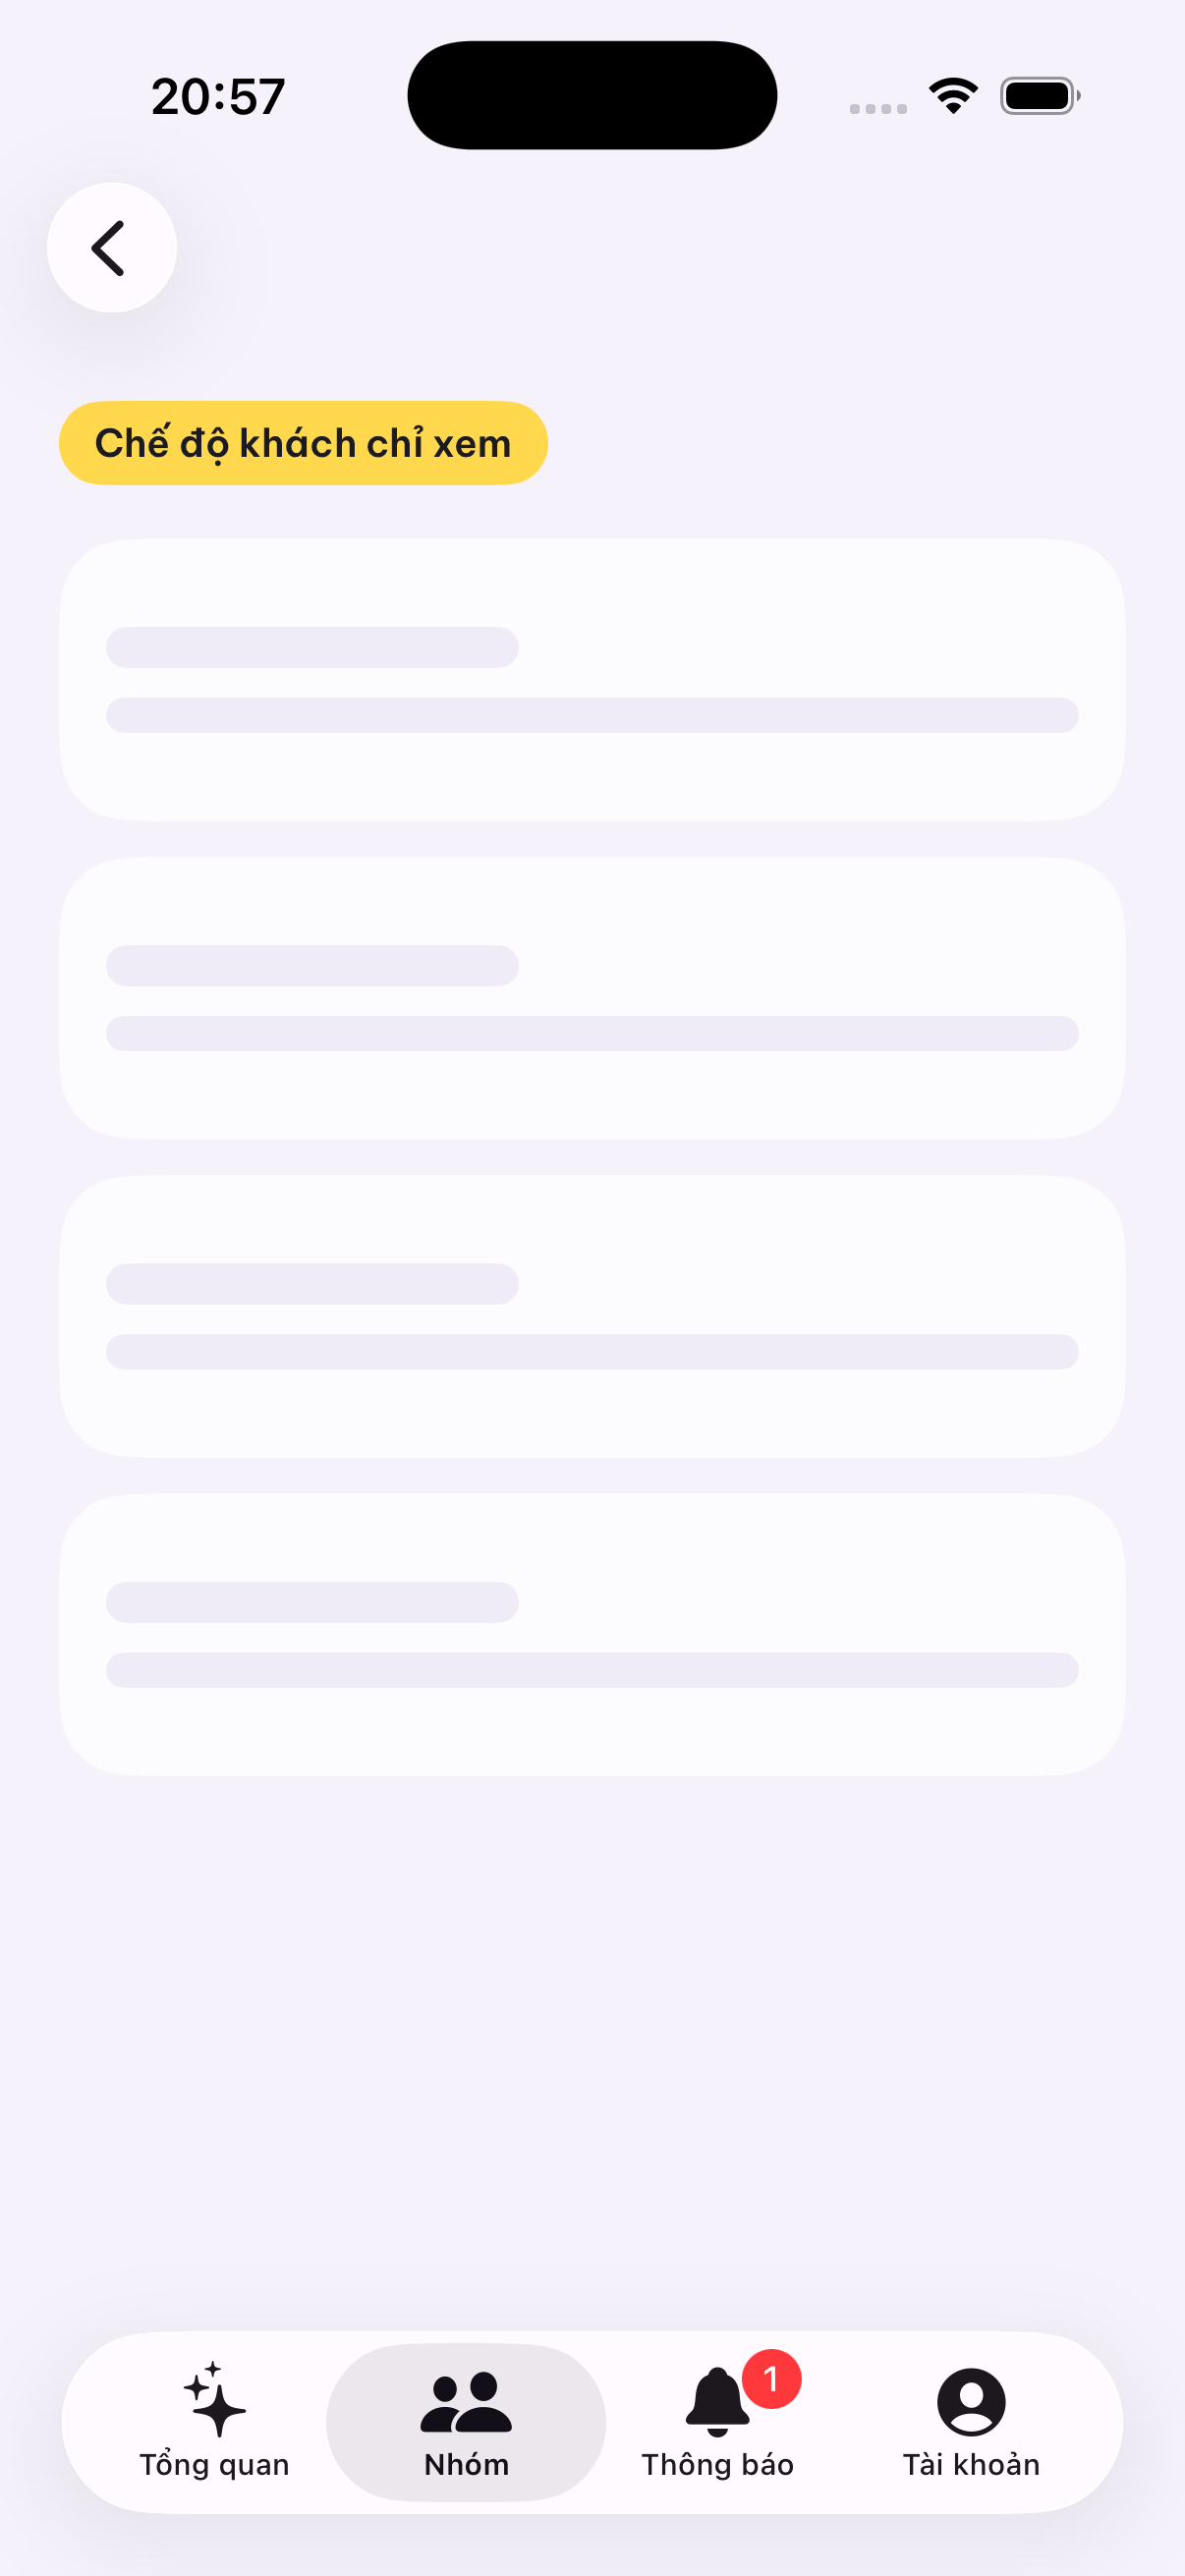 20:57
Chế độ khách chỉ xem
1
Tổng quan
Nhóm
Thông báo
Tài khoản